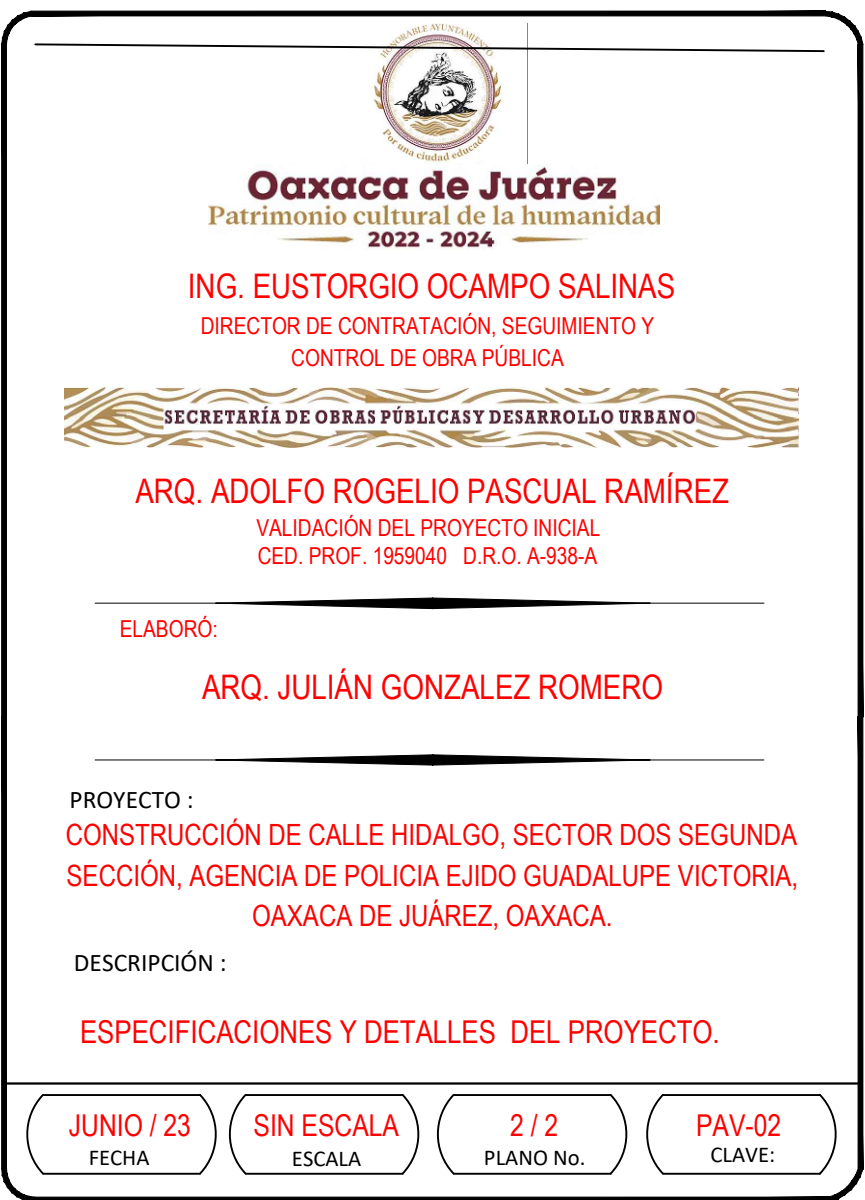 HONORABLE AYUNTAMIENTO
Por una ciudad educadora
Oaxaca de Juárez
Patrimonio cultural de la humanidad
2022 - 2024
ING. EUSTORGIO OCAMPO SALINAS
DIRECTOR DE CONTRATACIÓN, SEGUIMIENTO Y
CONTROL DE OBRA PÚBLICA
SECRETARÍA DE OBRAS PÚBLICAS Y DESARROLLO URBANO
ARQ. ADOLFO ROGELIO PASCUAL RAMÍREZ
VALIDACIÓN DEL PROYECTO INICIAL
CED. PROF. 1959040 D.R.O. A-938-A
ELABORÓ:
ARQ. JULIÁN GONZALEZ ROMERO
PROYECTO :
CONSTRUCCIÓN DE CALLE HIDALGO, SECTOR DOS SEGUNDA
SECCIÓN, AGENCIA DE POLICIA EJIDO GUADALUPE VICTORIA,
OAXACA DE JUÁREZ, OAXACA.
DESCRIPCIÓN :
ESPECIFICACIONES Y DETALLES DEL PROYECTO.
JUNIO / 23
FECHA
SIN ESCALA
ESCALA
2 / 2
PLANO No.
PAV-02
CLAVE: